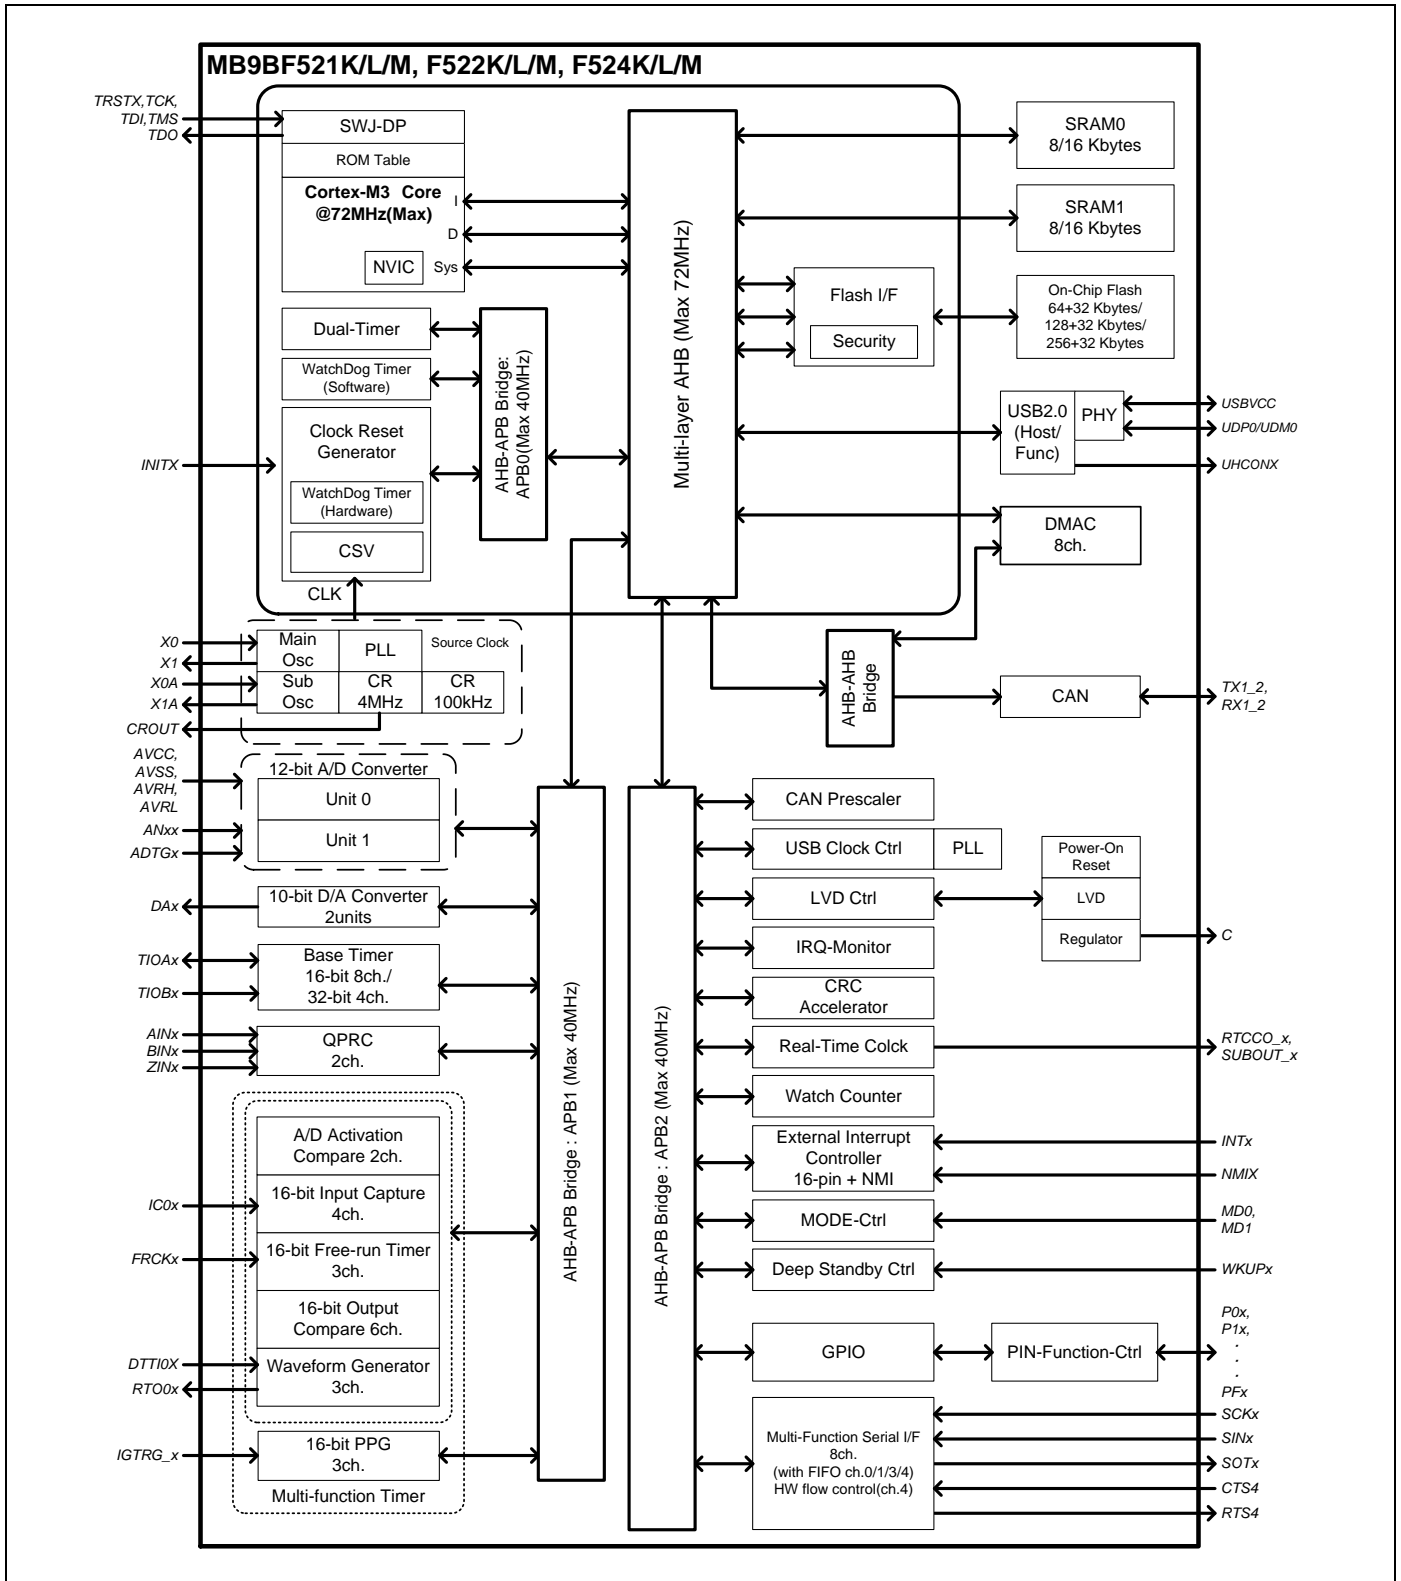 MB9BF521K/L/M, F522K/L/M, F524K/L/M
TRSTX,TCK,
TDI,TMS
TDO
SWJ-DP
ROM Table
Cortex-M3 Core
@72MHz(Max)
I
D
Sys
NVIC
Dual-Timer
WatchDog Timer
(Software)
Clock Reset
Generator
WatchDog Timer
(Hardware)
CSV
CLK
INITX
AHB-APB Bridge:
APB0(Max 40MHz)
Multi-layer AHB (Max 72MHz)
SRAM0
8/16 Kbytes
SRAM1
8/16 Kbytes
Flash I/F
Security
On-Chip Flash
64+32 Kbytes/
128+32 Kbytes/
256+32 Kbytes
USB2.0
(Host/
Func)
PHY
USBVCC
UDP0/UDM0
UHCONX
DMAC
8ch.
AHB-AHB
Bridge
CAN
TX1_2,
RX1_2
X0
X1
X0A
X1A
CROUT
Main
Osc
PLL
Source Clock
Sub
Osc
CR
4MHz
CR
100kHz
AVCC,
AVSS,
AVRH,
AVRL
ANxx
ADTGx
12-bit A/D Converter
Unit 0
Unit 1
DAx
10-bit D/A Converter
2units
TIOAx
TIOBx
Base Timer
16-bit 8ch./
32-bit 4ch.
AINx
BINx
ZINx
QPRC
2ch.
A/D Activation
Compare 2ch.
IC0x
16-bit Input Capture
4ch.
FRCKx
16-bit Free-run Timer
3ch.
16-bit Output
Compare 6ch.
DTTI0X
RTO0x
Waveform Generator
3ch.
IGTRG_x
16-bit PPG
3ch.
Multi-function Timer
AHB-APB Bridge : APB1 (Max 40MHz)
AHB-APB Bridge : APB2 (Max 40MHz)
CAN Prescaler
USB Clock Ctrl
PLL
LVD Ctrl
Power-On
Reset
LVD
Regulator
C
IRQ-Monitor
CRC
Accelerator
Real-Time Colck
RTCCO_x,
SUBOUT_x
Watch Counter
External Interrupt
Controller
16-pin + NMI
INTx
NMIX
MODE-Ctrl
MD0,
MD1
Deep Standby Ctrl
WKUPx
GPIO
PIN-Function-Ctrl
P0x,
P1x,
.
.
.
PFx
Multi-Function Serial I/F
8ch.
(with FIFO ch.0/1/3/4)
HW flow control(ch.4)
SCKx
SINx
SOTx
CTS4
RTS4